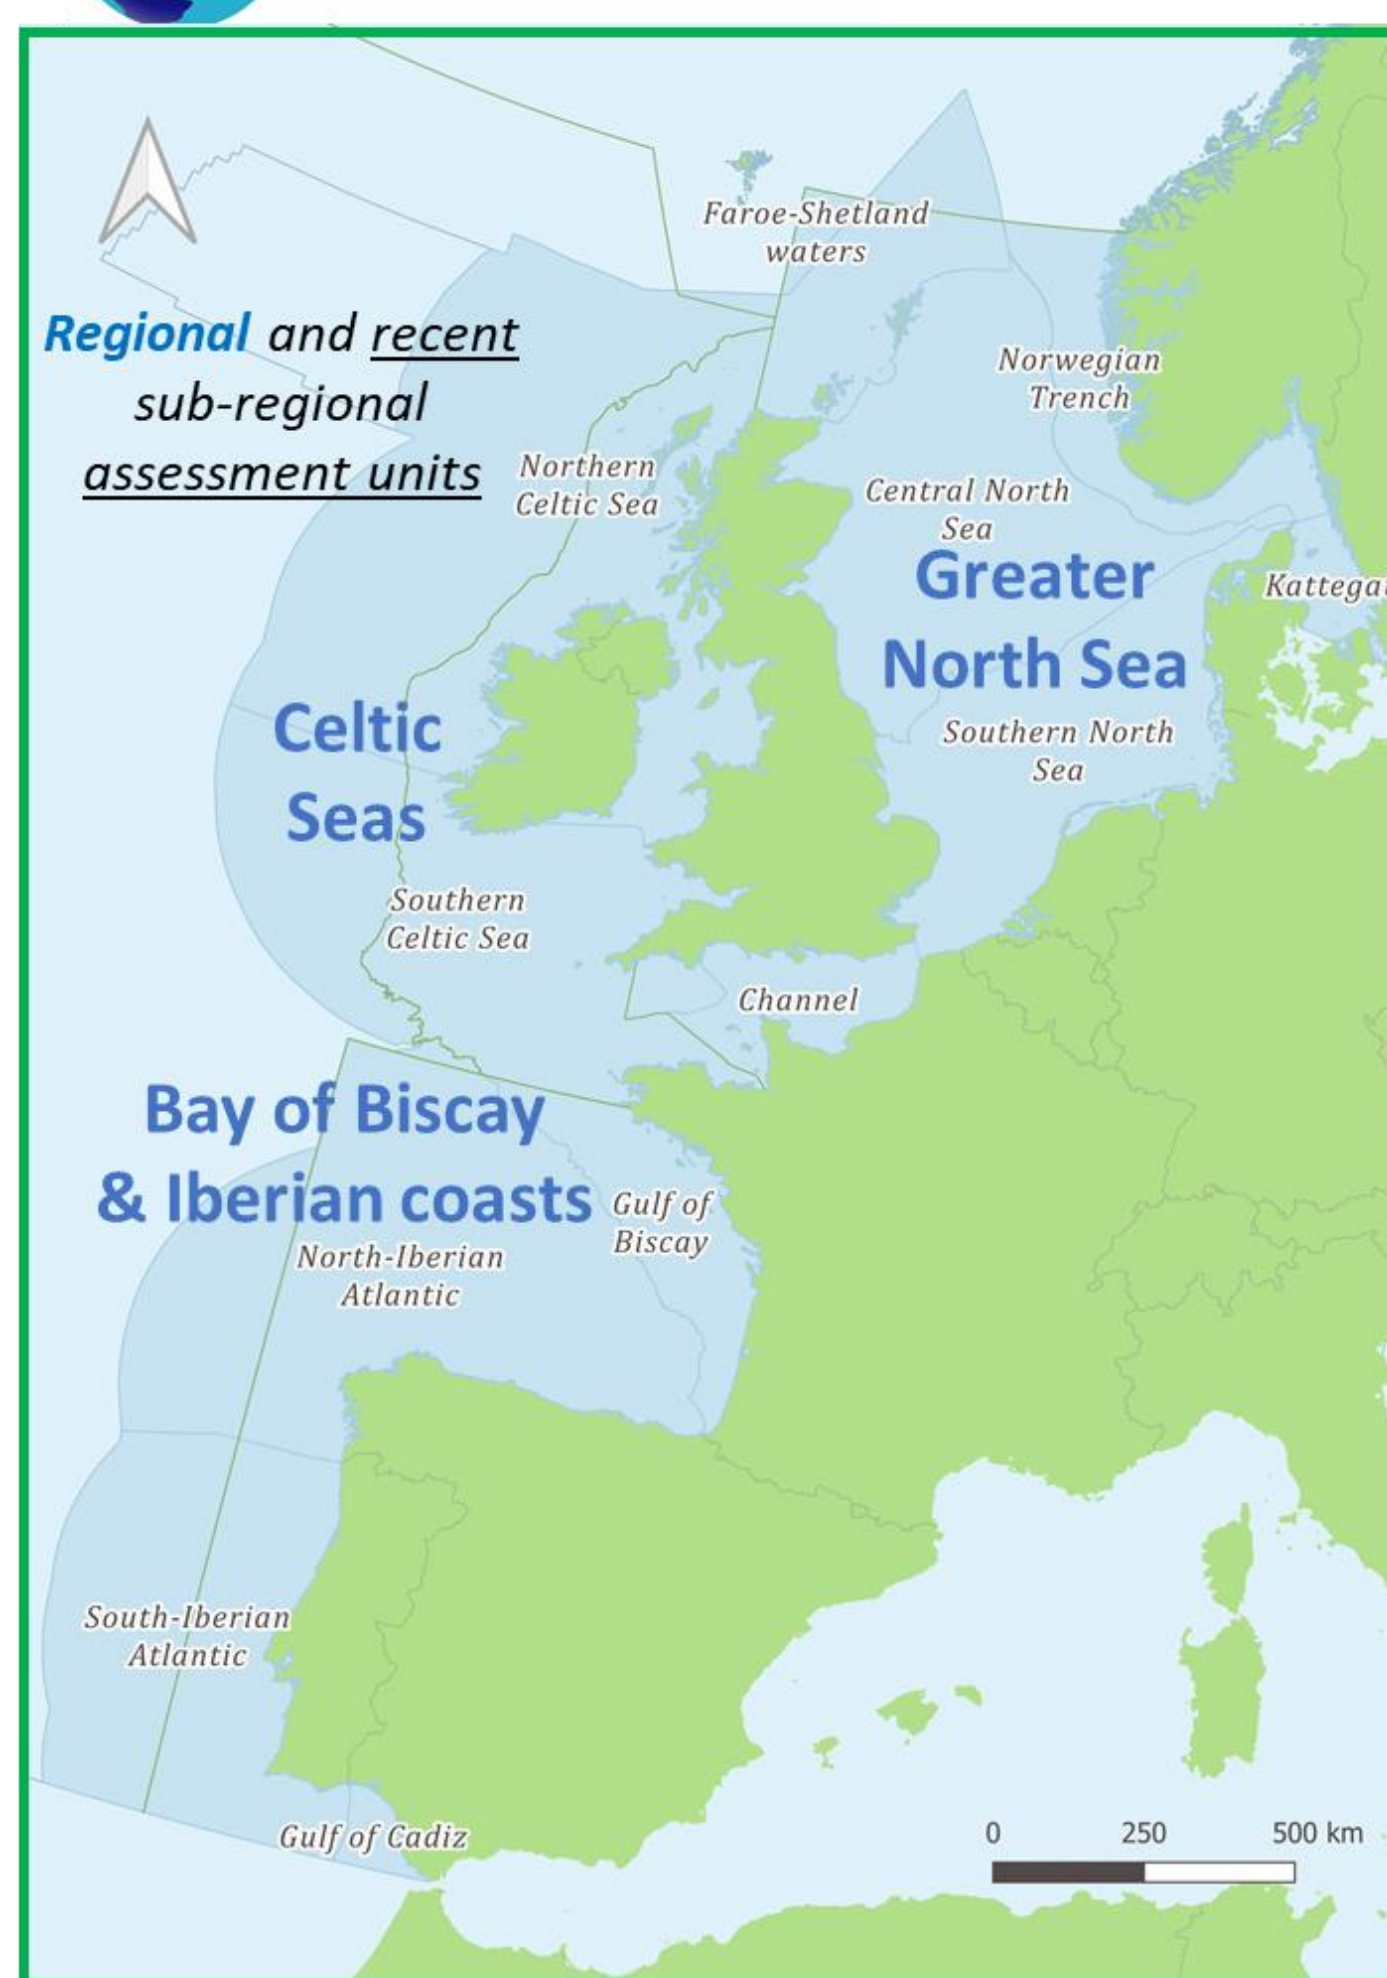 Faroe-Shetland
waters
Regional and recent
sub-regional
assessment units
Norwegian
Trench
Northern
Celtic Sea
Central North
Sea
Greater
North Sea
Celtic
Seas
Southern North
Sea
Southern
Celtic Sea
Channel
Bay of Biscay
& Iberian coasts
Gulf of
Biscay
North-Iberian
Atlantic
South-Iberian
Atlantic
Gulf of Cadiz
0 250 500 km